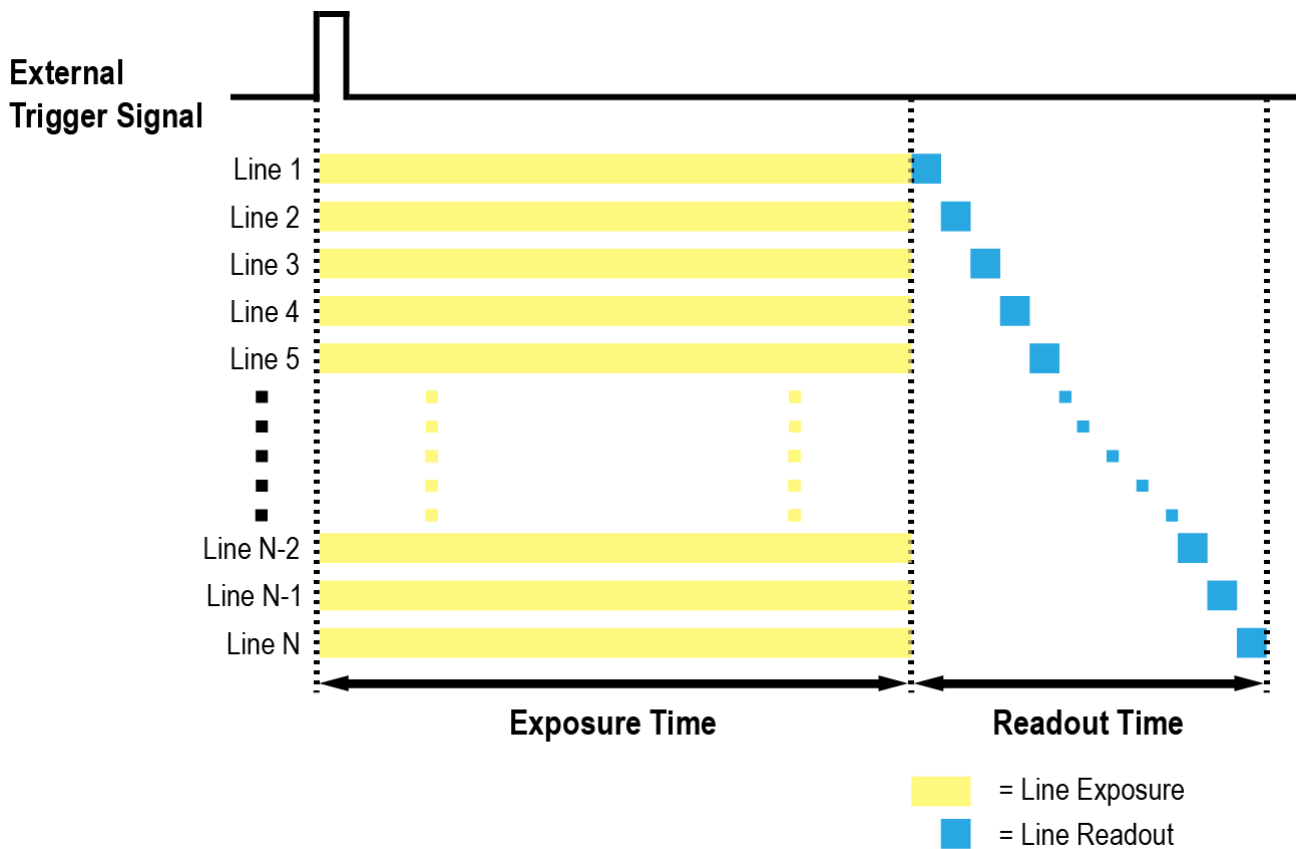 External
Trigger Signal
Line 1
Line 2
Line 3
Line 4
Line 5
Line N-2
Line N-1
Line N
Exposure Time
Readout Time
= Line Exposure
= Line Readout